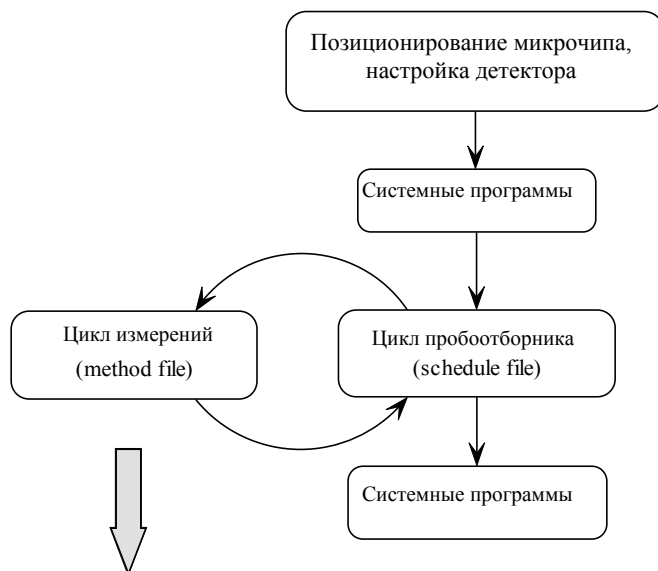 Позиционирование микрочипа,
настройка детектора
Системные программы
Цикл измерений
(method file)
Цикл пробоотборника
(schedule file)
Системные программы